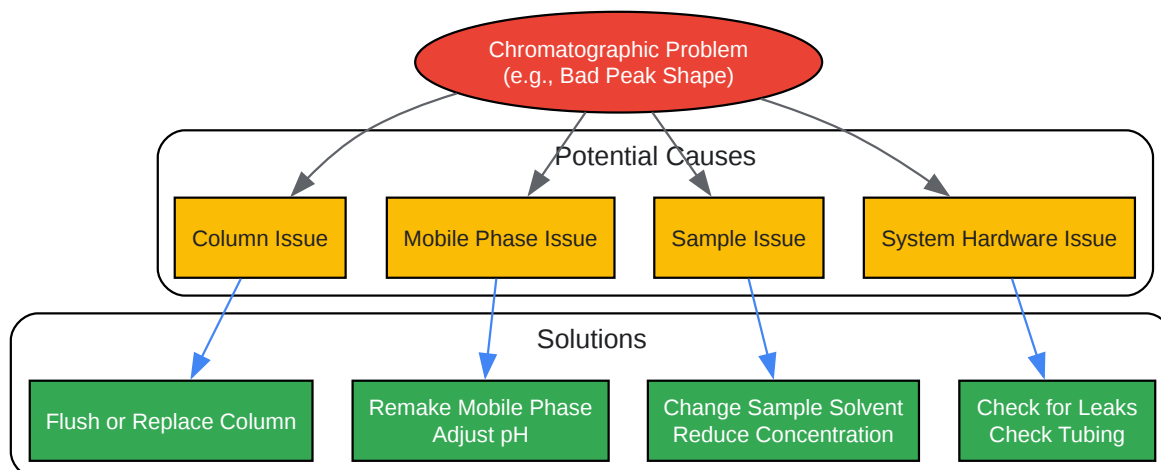 Chromatographic Problem
(e.g., Bad Peak Shape)
Potential Causes
Column Issue
Mobile Phase Issue
Sample Issue
System Hardware Issue
Solutions
Flush or Replace Column
Remake Mobile Phase
Adjust pH
Change Sample Solvent
Reduce Concentration
Check for Leaks
Check Tubing